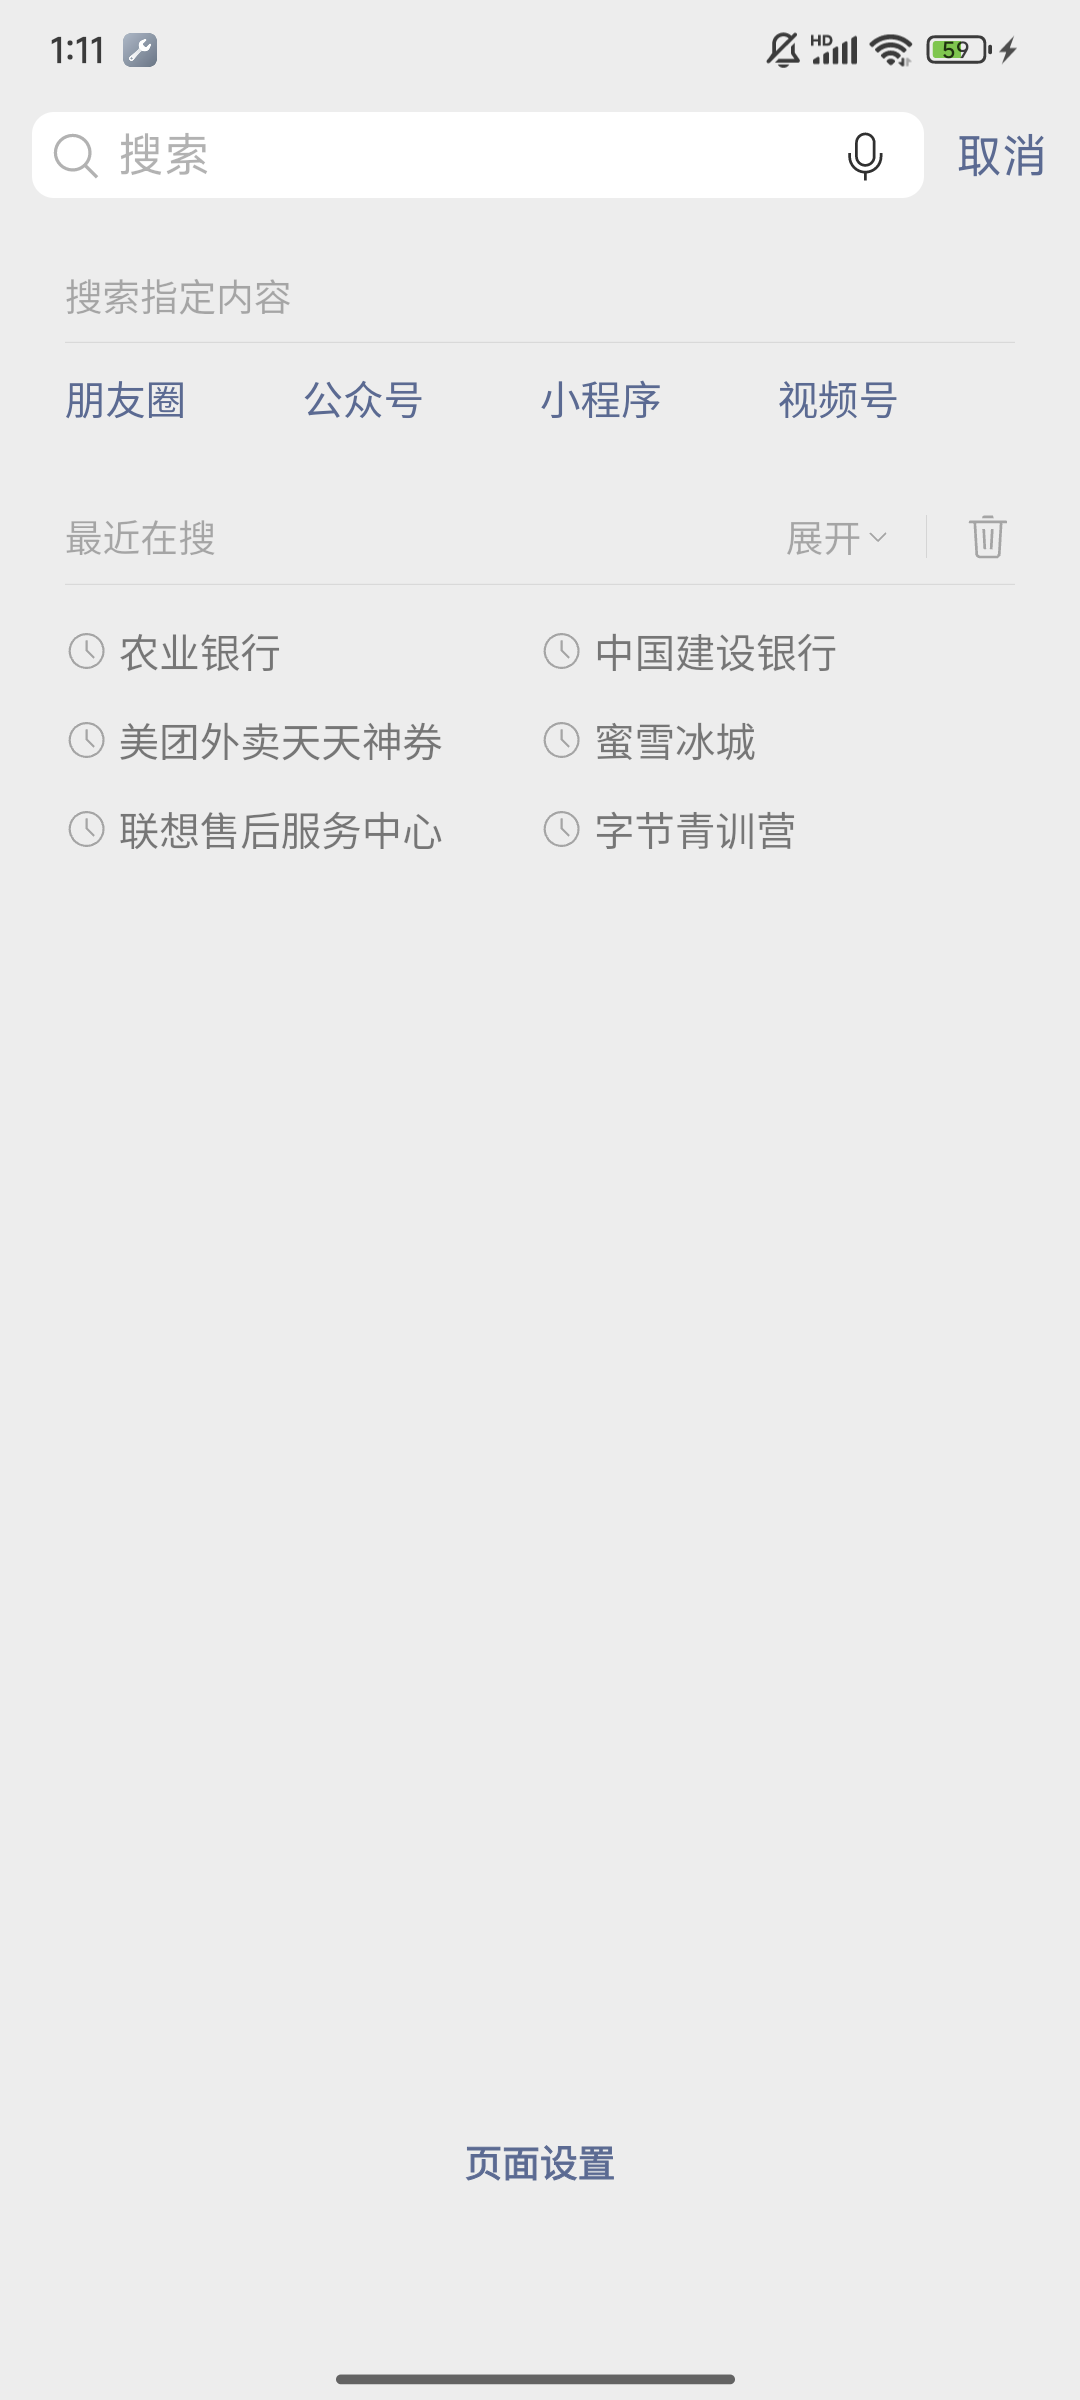 1:11
HD
59
搜索
取消
搜索指定内容
朋友圈 公众号 小程序 视频号
最近在搜 展开
农业银行 中国建设银行
美团外卖天天神券 蜜雪冰城
联想售后服务中心 字节青训营
页面设置